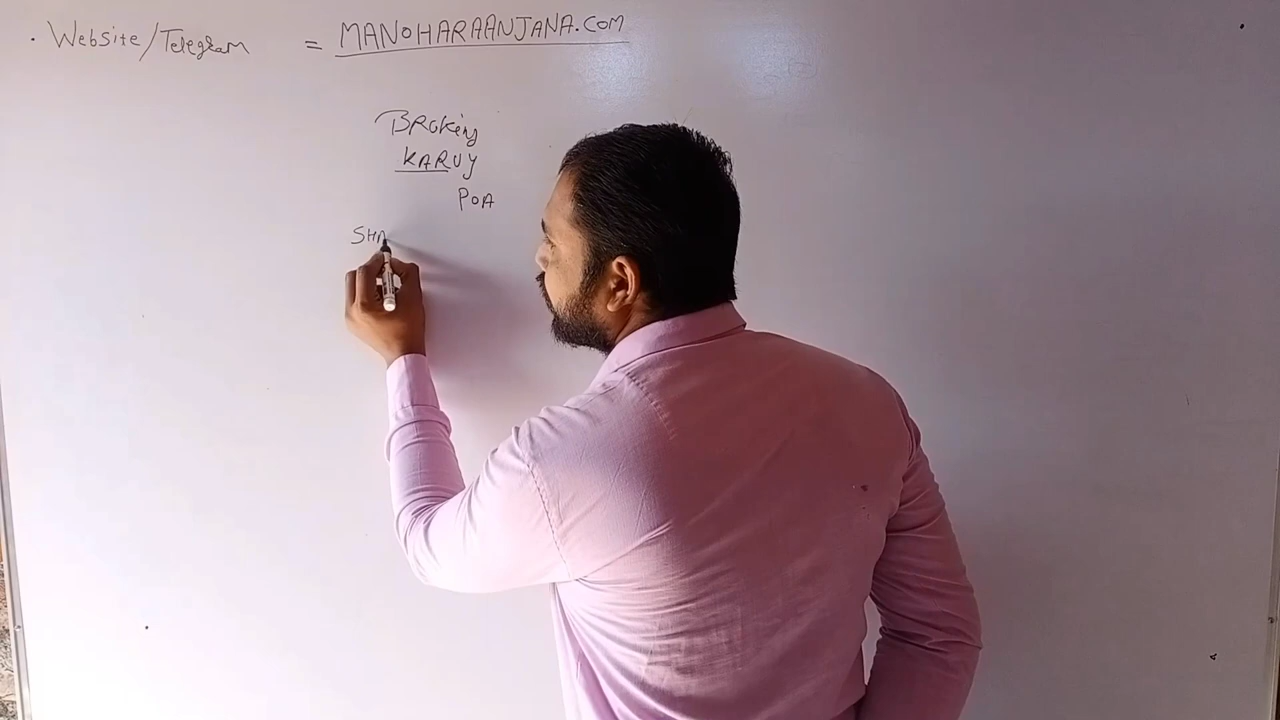 . Website/Telegram = MANOHARAANJANA.COM
BROKing
KARVY
POA
SHA